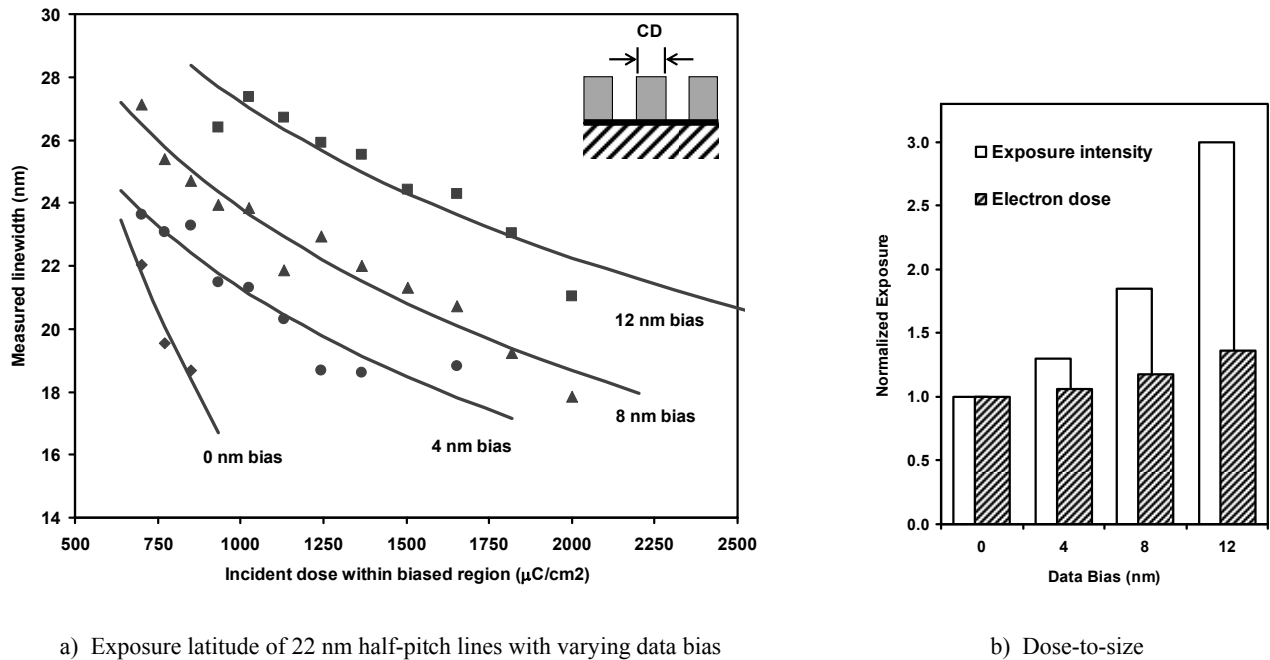 30
28
26
24
22
20
18
16
14
Measured linewidth (nm)
CD
12 nm bias
8 nm bias
4 nm bias
0 nm bias
500 750 1000 1250 1500 1750 2000 2250 2500
Incident dose within biased region (μC/cm2)
a) Exposure latitude of 22 nm half-pitch lines with varying data bias
3.0
2.5
2.0
1.5
1.0
0.5
0.0
Normalized Exposure
Exposure intensity
Electron dose
0 4 8 12
Data Bias (nm)
b) Dose-to-size